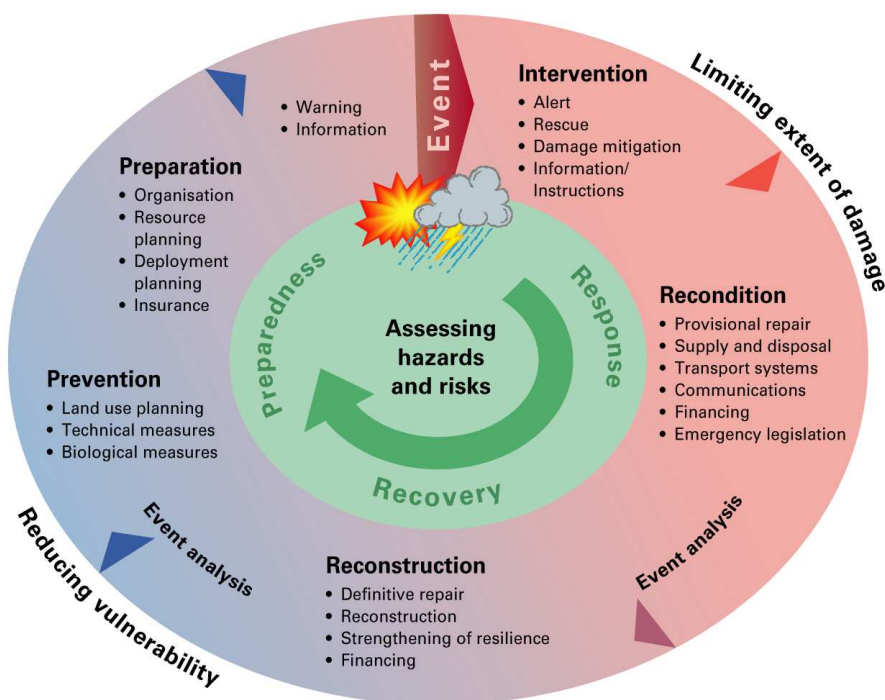 Event
Intervention
• Alert
• Rescue
• Damage mitigation
• Information/
Instructions
Limiting extent of damage
Recondition
• Provisional repair
• Supply and disposal
• Transport systems
• Communications
• Financing
• Emergency legislation
Event analysis
Reconstruction
• Definitive repair
• Reconstruction
• Strengthening of resilience
• Financing
Event analysis
Reducing vulnerability
Prevention
• Land use planning
• Technical measures
• Biological measures
Preparation
• Organisation
• Resource
planning
• Deployment
planning
• Insurance
• Warning
• Information
Preparedness
Response
Recovery
Assessing
hazards
and risks